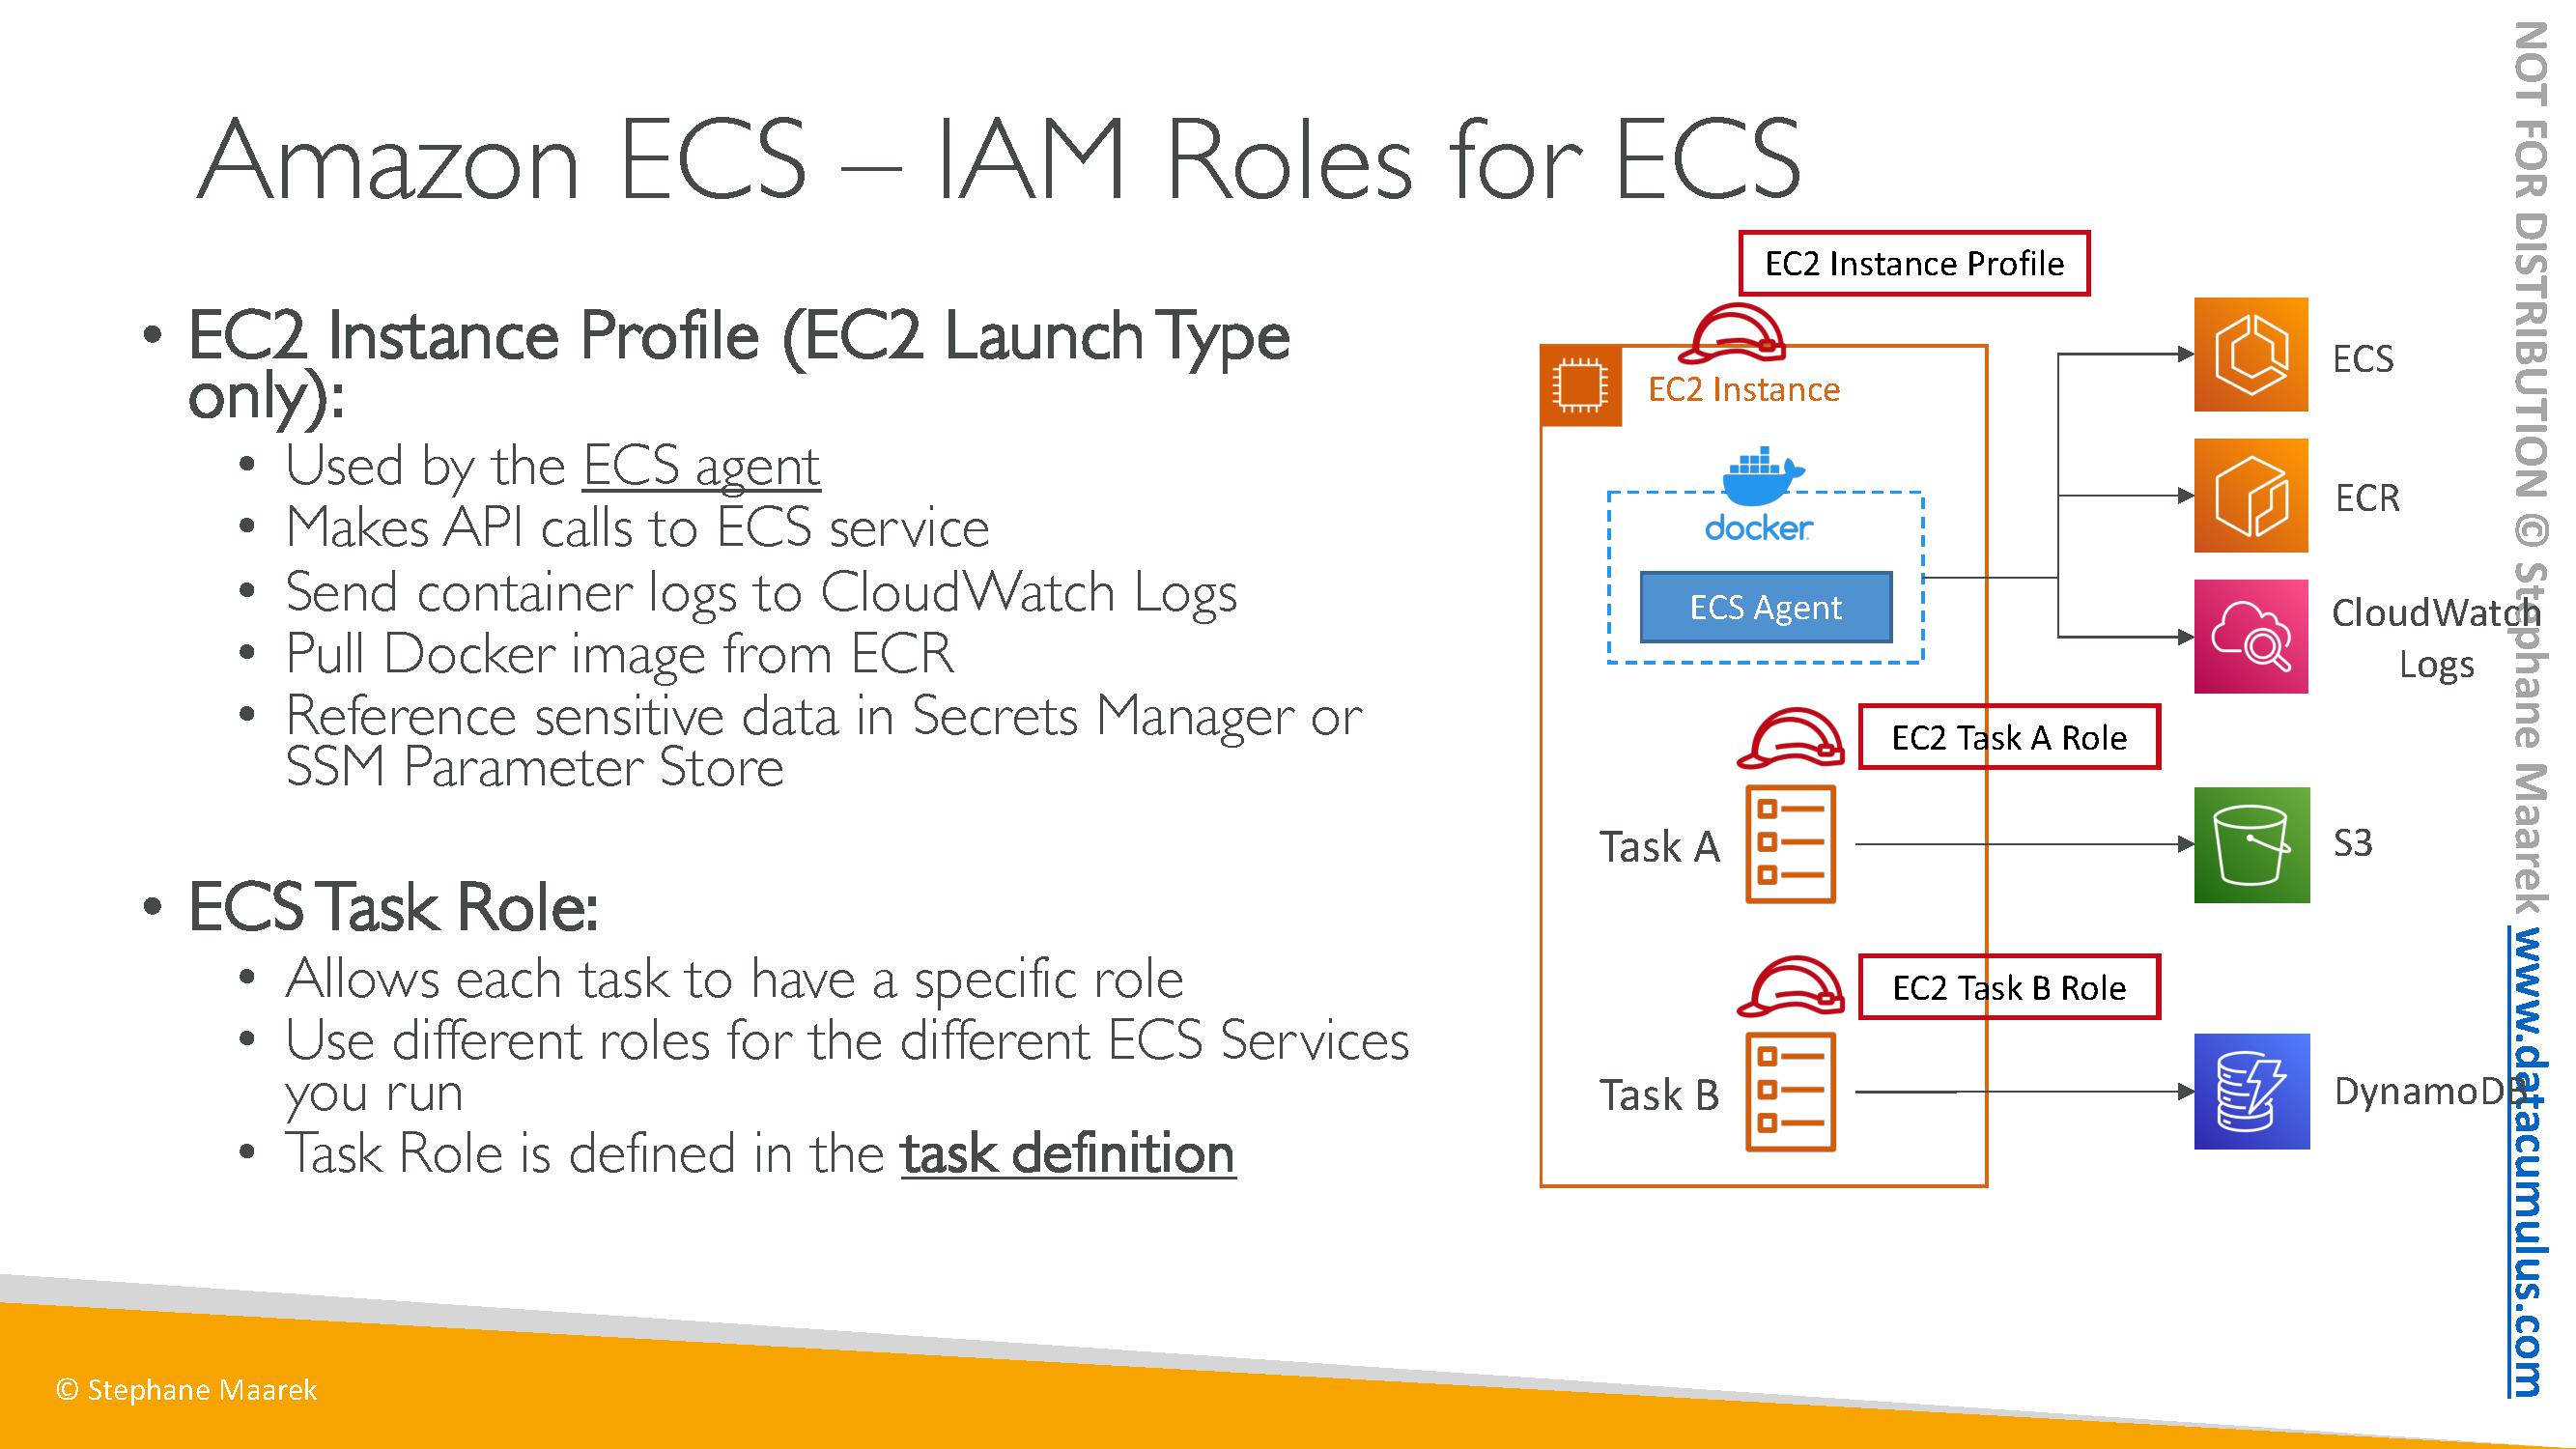 Amazon ECS – IAM Roles for ECS
• EC2 Instance Profile (EC2 Launch Type
only):
• Used by the ECS agent
• Makes API calls to ECS service
• Send container logs to CloudWatch Logs
• Pull Docker image from ECR
• Reference sensitive data in Secrets Manager or
SSM Parameter Store
• ECS Task Role:
• Allows each task to have a specific role
• Use different roles for the different ECS Services
you run
• Task Role is defined in the task definition
EC2 Instance Profile
EC2 Instance
docker
ECS Agent
ECS
ECR
CloudWatch
Logs
EC2 Task A Role
Task A
S3
EC2 Task B Role
Task B
DynamoDB
© Stephane Maarek
NOT FOR DISTRIBUTION © Stephane Maarek www.datacumulus.com